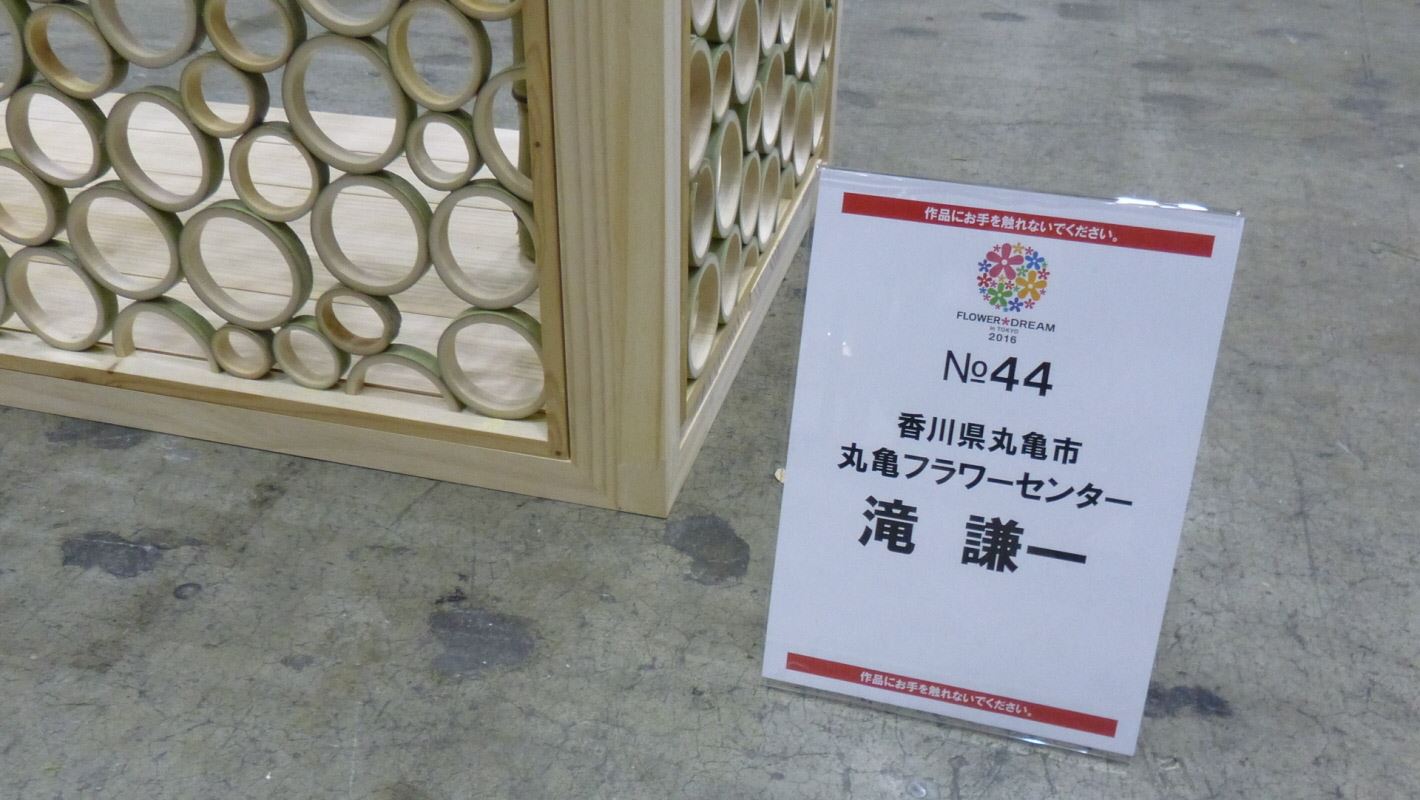 作品にお手を触れないでください。
FLOWER★DREAM
in TOKYO
2016
№44
香川県丸亀市
丸亀フラワーセンター
滝 謙一
作品にお手を触れないでください。